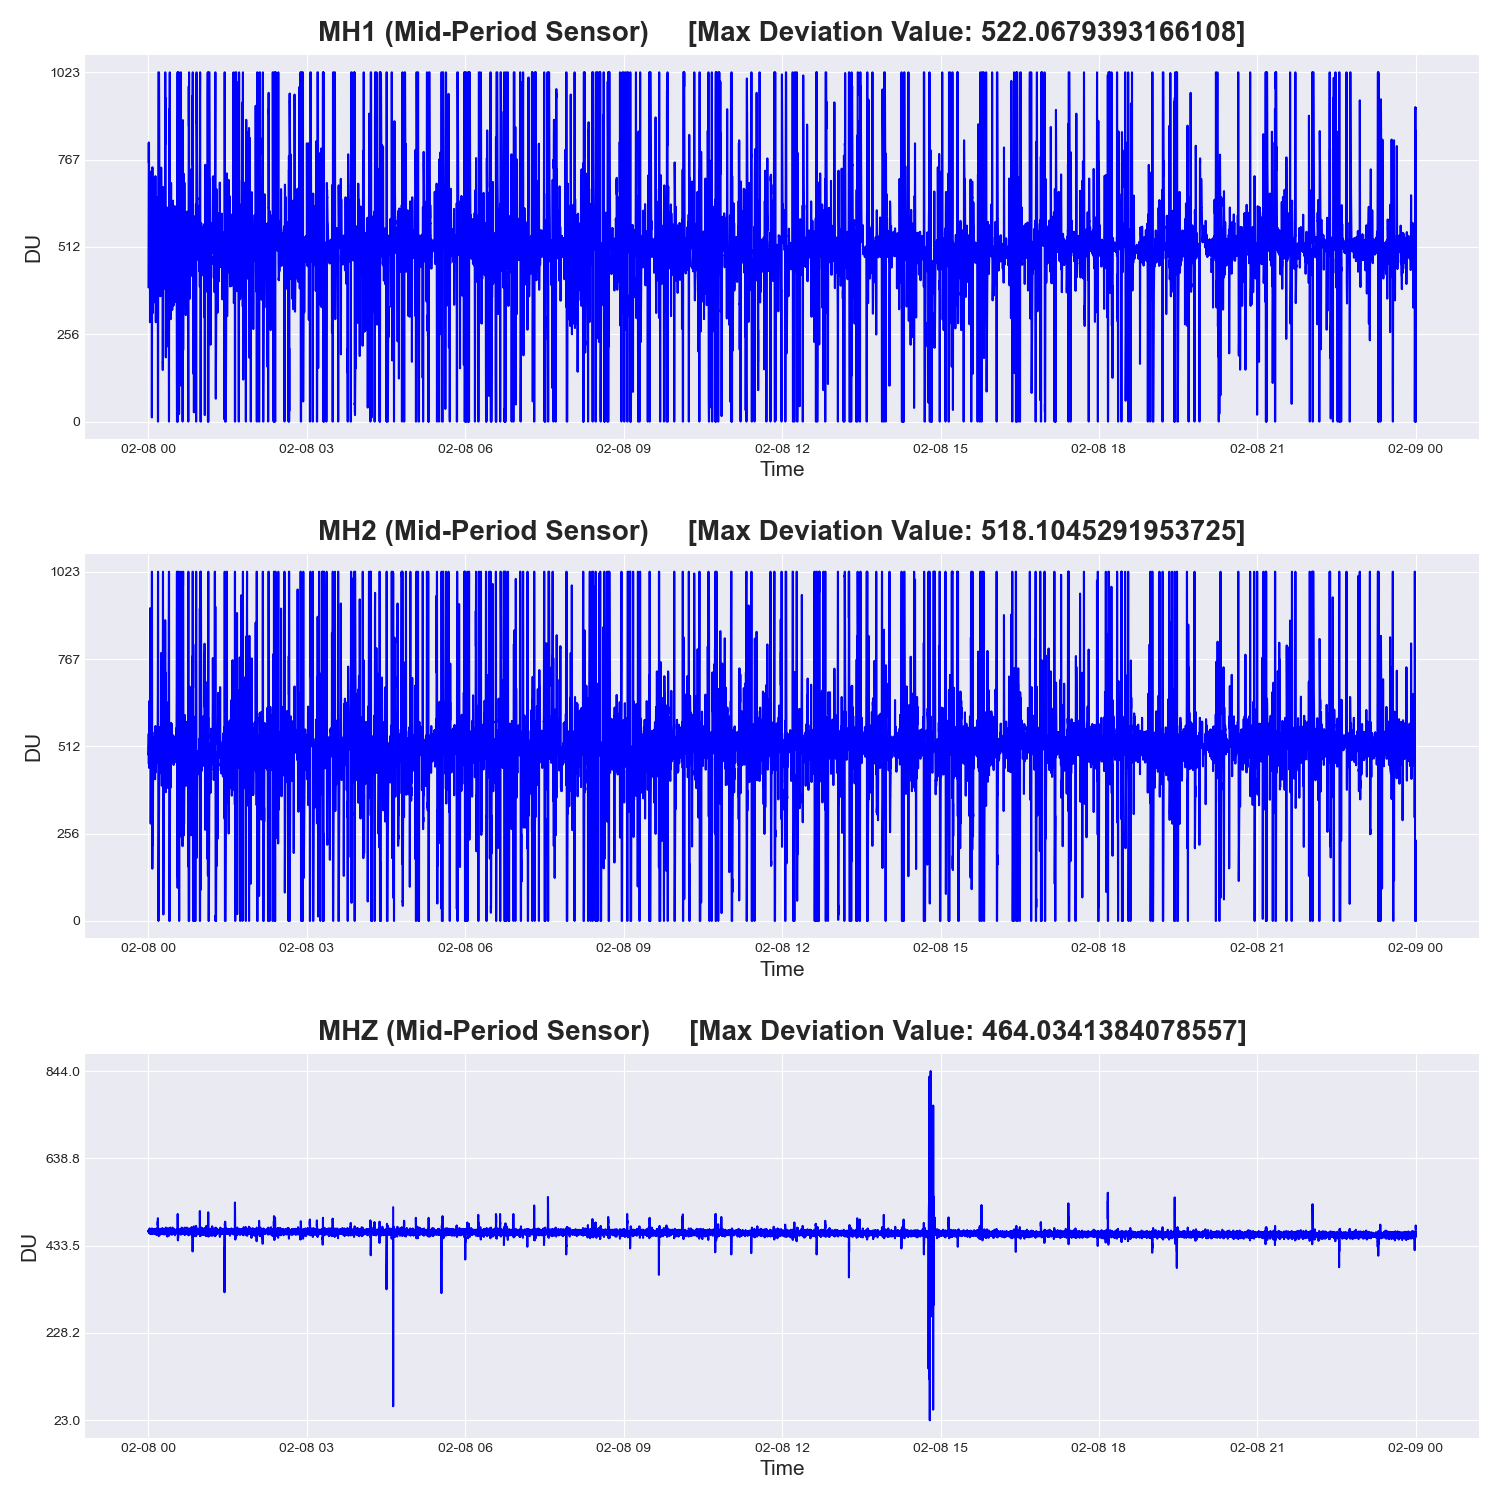 MH1 (Mid-Period Sensor) [Max Deviation Value: 522.0679393166108]
1023
767
512
256
0
DU
02-08 00 02-08 03 02-08 06 02-08 09 02-08 12 02-08 15 02-08 18 02-08 21 02-09 00
Time
MH2 (Mid-Period Sensor) [Max Deviation Value: 518.1045291953725]
1023
767
512
256
0
DU
02-08 00 02-08 03 02-08 06 02-08 09 02-08 12 02-08 15 02-08 18 02-08 21 02-09 00
Time
MHZ (Mid-Period Sensor) [Max Deviation Value: 464.0341384078557]
844.0
638.8
433.5
228.2
23.0
DU
02-08 00 02-08 03 02-08 06 02-08 09 02-08 12 02-08 15 02-08 18 02-08 21 02-09 00
Time